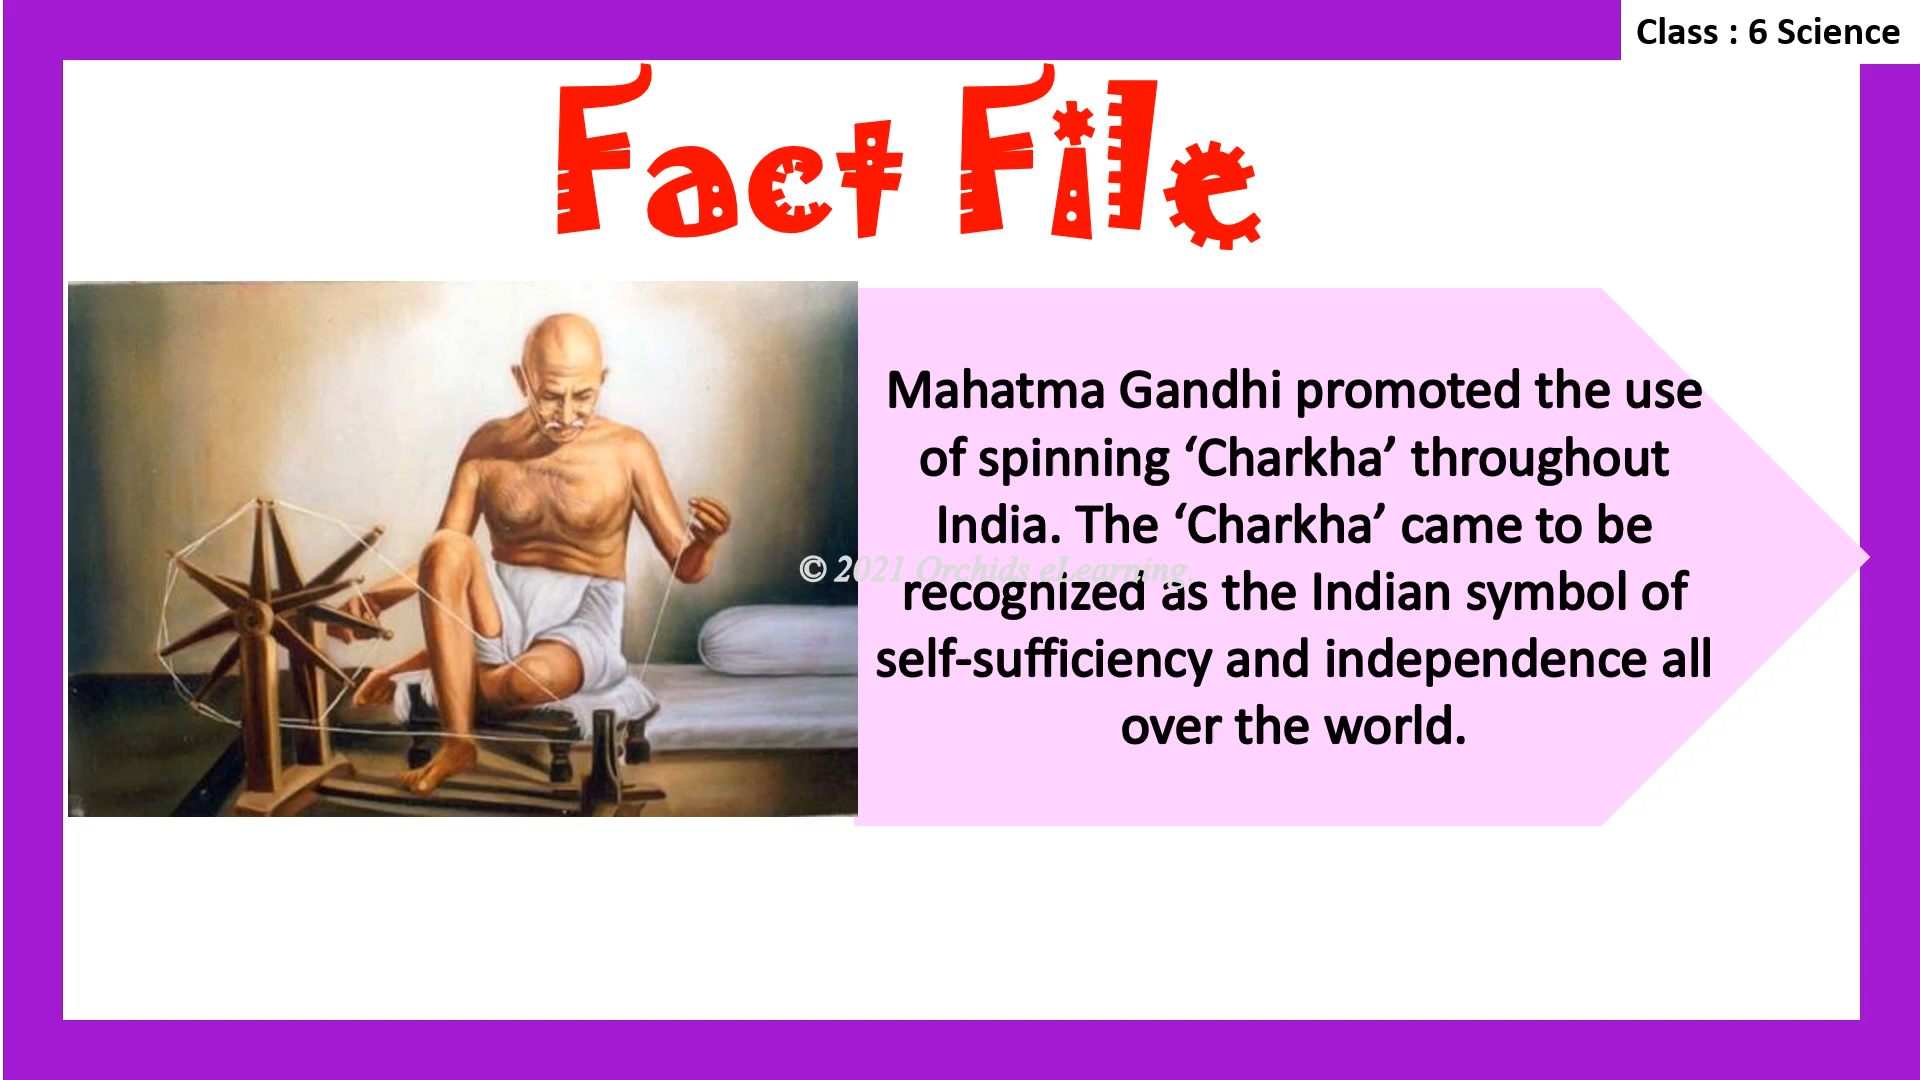 Class : 6 Science
Fact File
Mahatma Gandhi promoted the use
of spinning ‘Charkha’ throughout
India. The ‘Charkha’ came to be
© 2021 Orchids eLearning
recognized as the Indian symbol of
self-sufficiency and independence all
over the world.